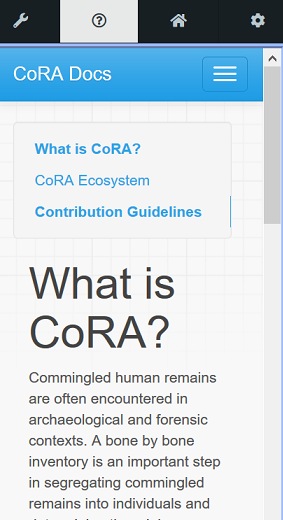 CoRA Docs
What is CoRA?
CoRA Ecosystem
Contribution Guidelines
What is
CoRA?
Commingled human remains
are often encountered in
archaeological and forensic
contexts. A bone by bone
inventory is an important step
in segregating commingled
remains into individuals and